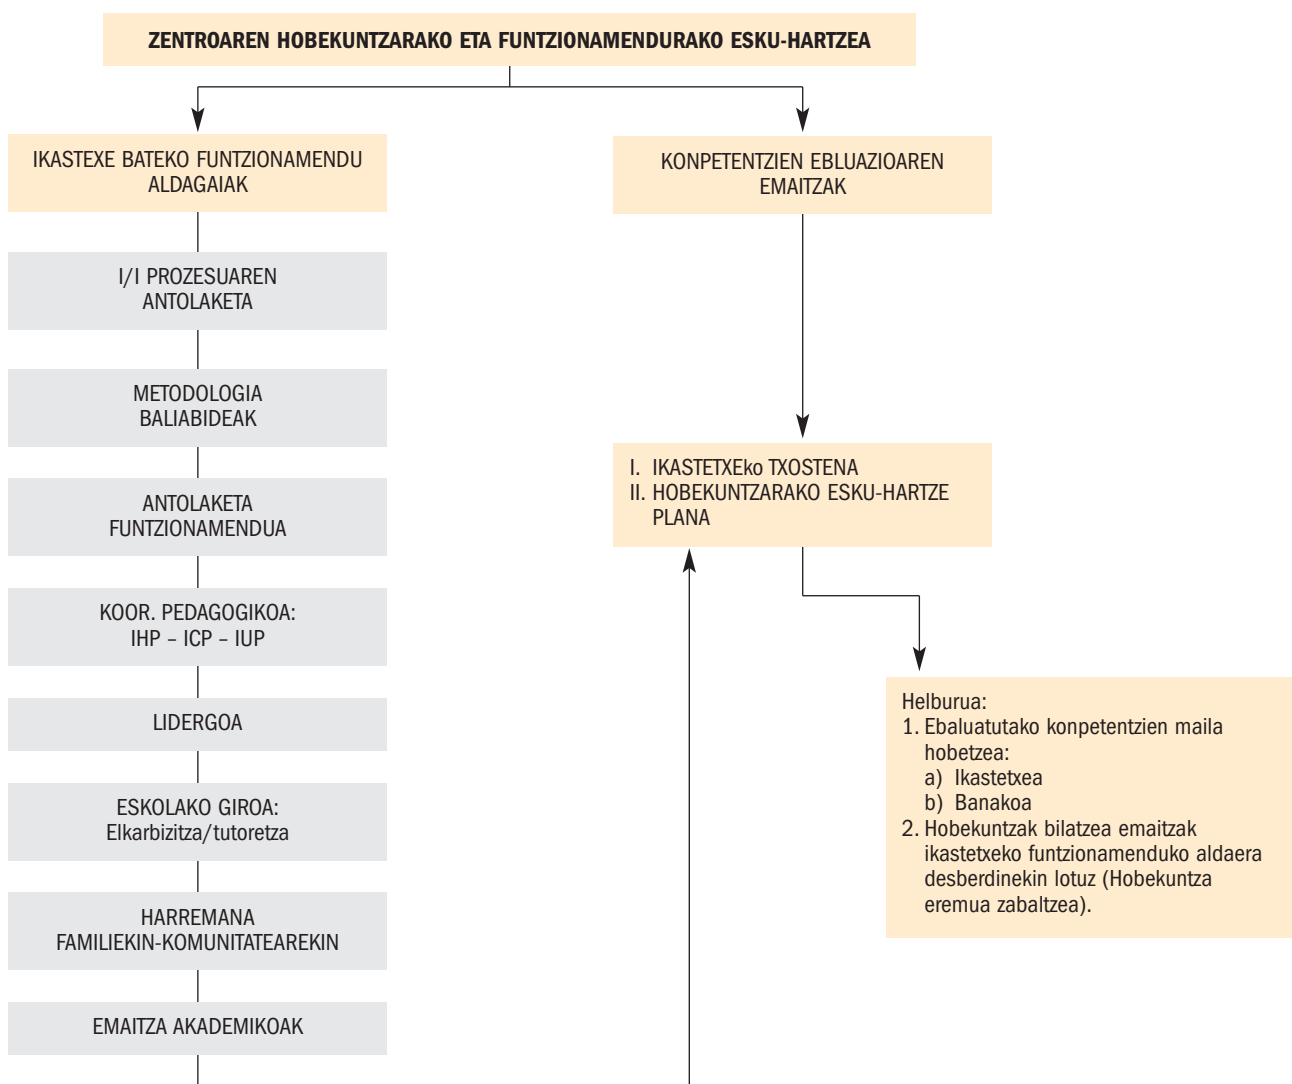 ZENTROAREN HOBEKUNTZARAKO ETA FUNTZIONAMENDURAKO ESKU-HARTZEA
IKASTEXE BATEKO FUNTZIONAMENDU
ALDAGAIAK
KONPETENTZIEN EBLUAZIOAREN
EMAITZAK
I/I PROZESUAREN
ANTOLAKETA
METODOLOGIA
BALIABIDEAK
ANTOLAKETA
FUNTZIONAMENDUA
KOOR. PEDAGOGIKOA:
IHP – ICP – IUP
LIDERGOA
ESKOLAKO GIROA:
Elkarbizitza/tutoretza
HARREMANA
FAMILIEKIN-KOMUNITATEAREKIN
EMAITZA AKADEMIKOAK
I. IKASTETXEko TXOSTENA
II. HOBEKUNTZARAKO ESKU-HARTZE
PLANA
Helburua:
1. Ebaluatutako konpetentzien maila
hobetzea:
a) Ikastetxea
b) Banakoa
2. Hobekuntzak bilatzea emaitzak
ikastetxeko funtzionamenduko aldaera
desberdinekin lotuz (Hobekuntza
eremua zabaltzea).